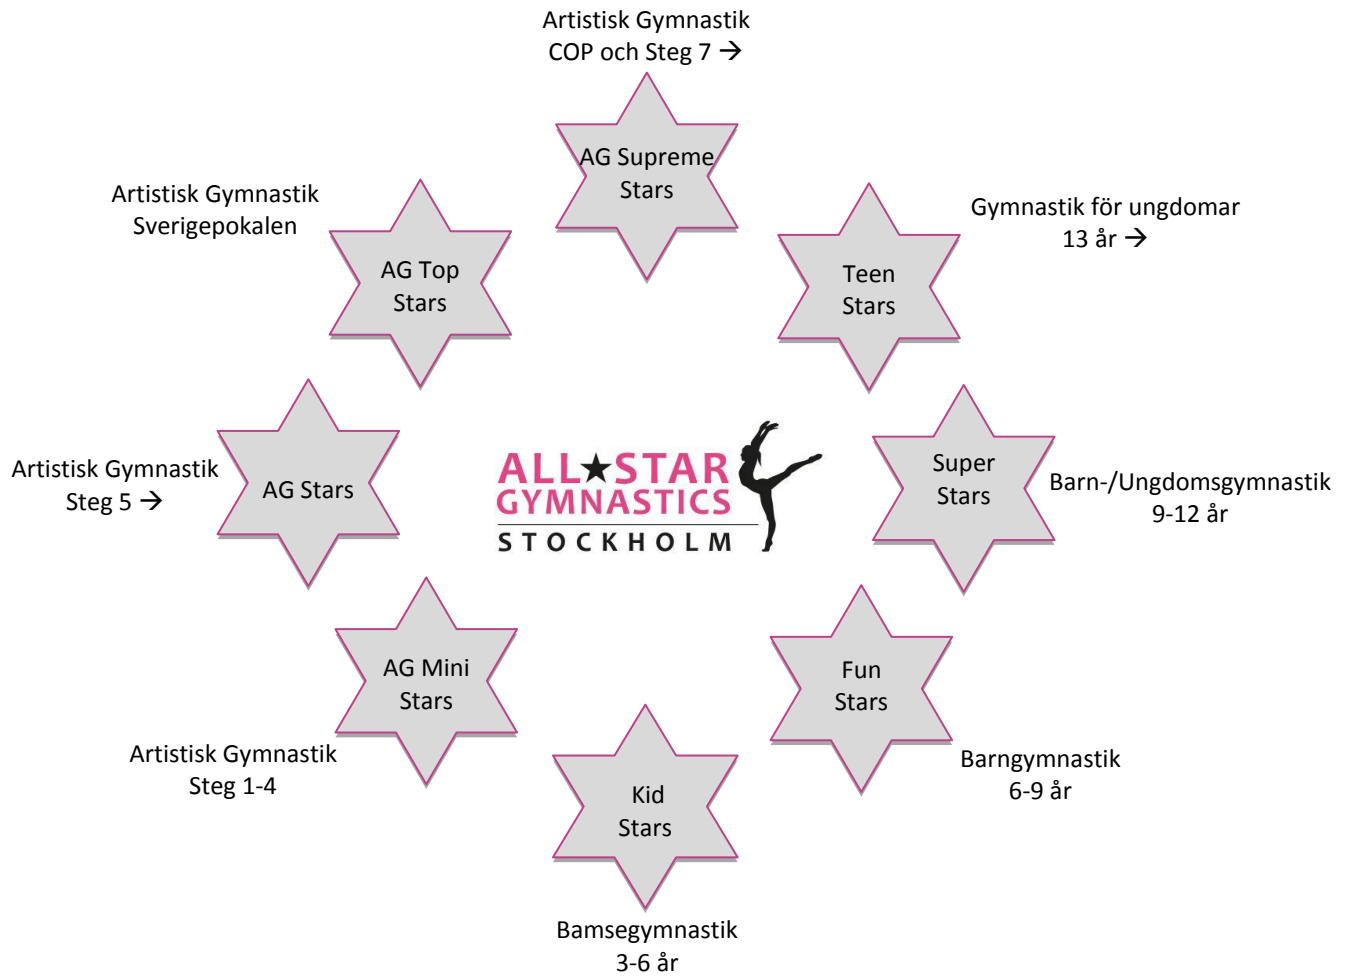 Artistisk Gymnastik
COP och Steg 7 →
AG Supreme
Stars
Artistisk Gymnastik
Sverigepokalen
AG Top
Stars
Gymnastik för ungdomar
13 år →
Teen
Stars
Artistisk Gymnastik
Steg 5 →
AG Stars
ALL★STAR
GYMNASTICS
STOCKHOLM
Super
Stars
Barn-/Ungdomsgymnastik
9-12 år
AG Mini
Stars
Artistisk Gymnastik
Steg 1-4
Fun
Stars
Barngymnastik
6-9 år
Kid
Stars
Bamsegymnastik
3-6 år